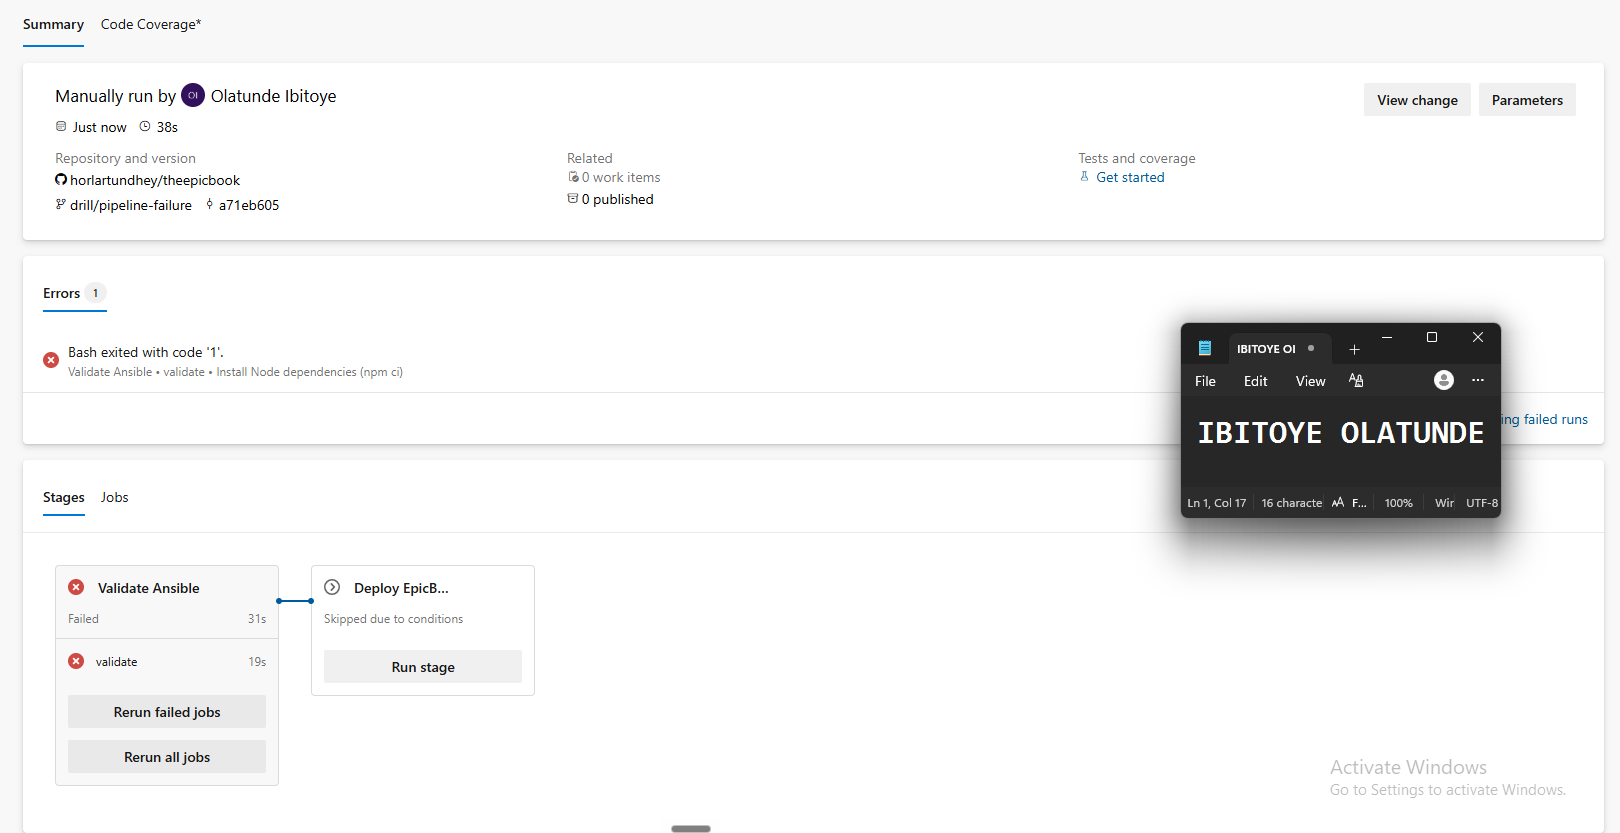 Summary Code Coverage*
Manually run by OI Olatunde Ibitoye
View change Parameters
Just now 38s
Repository and version Related Tests and coverage
horlartundhey/theepicbook 0 work items Get started
drill/pipeline-failure a71eb605 0 published
Errors 1
Bash exited with code '1'.
Validate Ansible • validate • Install Node dependencies (npm ci)
failed runs
IBITOYE OI
File Edit View
IBITOYE OLATUNDE
Ln 1, Col 17 16 characte F... 100% Wir UTF-8
Stages Jobs
Validate Ansible
Failed 31s
validate 19s
Rerun failed jobs
Rerun all jobs
Deploy EpicB...
Skipped due to conditions
Run stage
Activate Windows
Go to Settings to activate Windows.